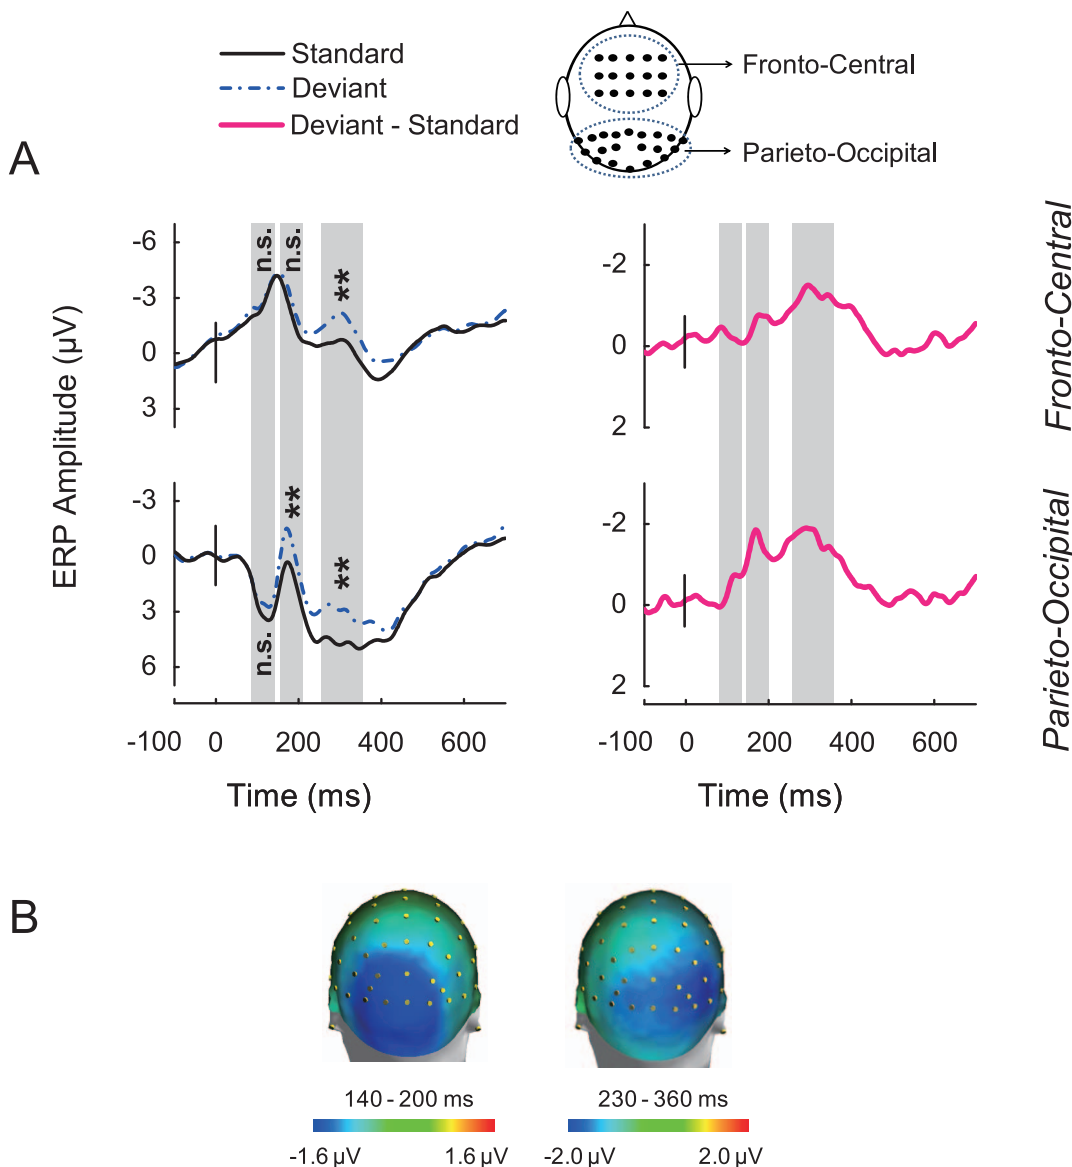 Standard
Deviant
Deviant - Standard
Fronto-Central
Parieto-Occipital
A
ERP Amplitude (µV)
-6
-3
0
3
n.s.
n.s.
**
-3
0
3
6
n.s.
**
**
-100 0 200 400 600
Time (ms)
-2
0
2
-2
0
2
-100 0 200 400 600
Time (ms)
Fronto-Central
Parieto-Occipital
B
140 - 200 ms
-1.6 µV 1.6 µV
230 - 360 ms
-2.0 µV 2.0 µV